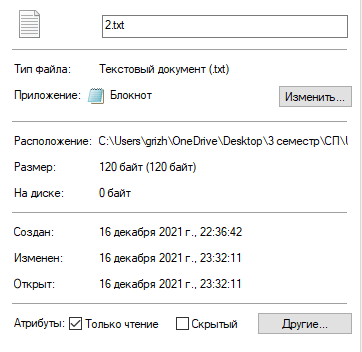 2.txt
Тип файла: Текстовый документ (.txt)
Приложение: Блокнот Изменить...
Расположение: C:\Users\grizh\OneDrive\Desktop\3 семестр\СП\
Размер: 120 байт (120 байт)
На диске: 0 байт
Создан: 16 декабря 2021 г., 22:36:42
Изменен: 16 декабря 2021 г., 23:32:11
Открыт: 16 декабря 2021 г., 23:32:11
Атрибуты: Только чтение Скрытый Другие...